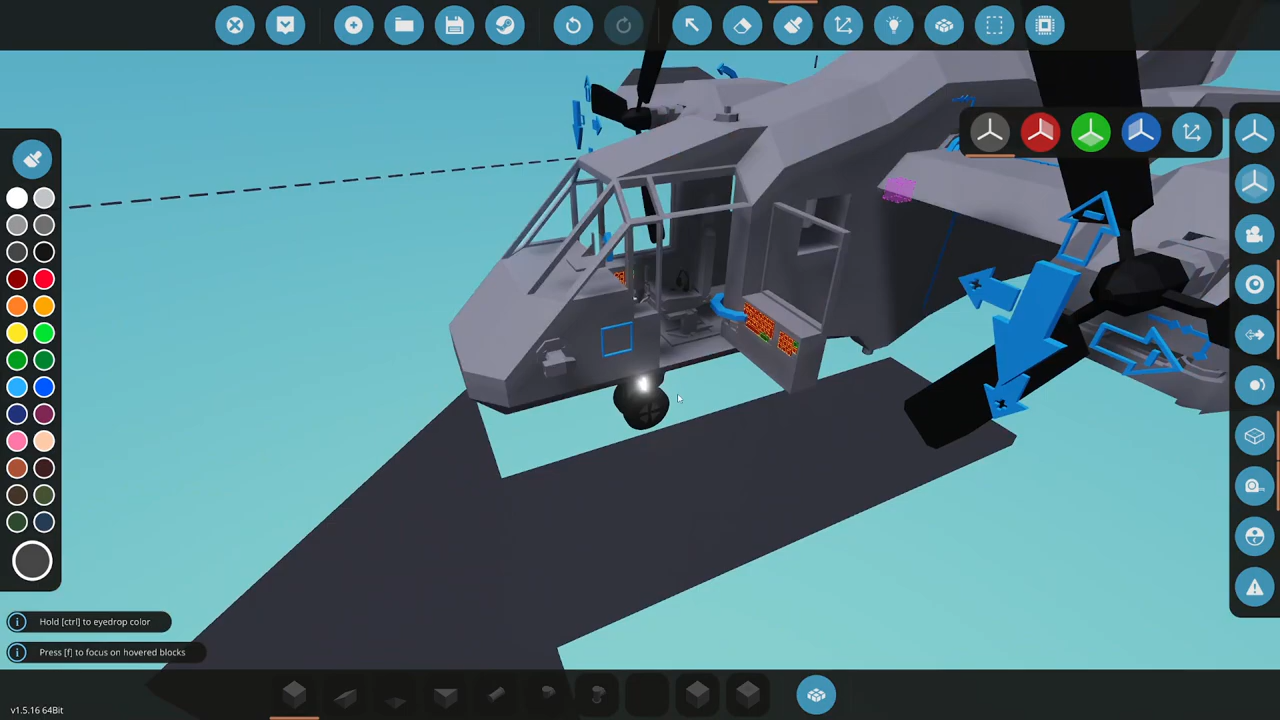 Hold [ctrl] to eyedrop color
Press [f] to focus on hovered blocks
v1.5.16 64Bit